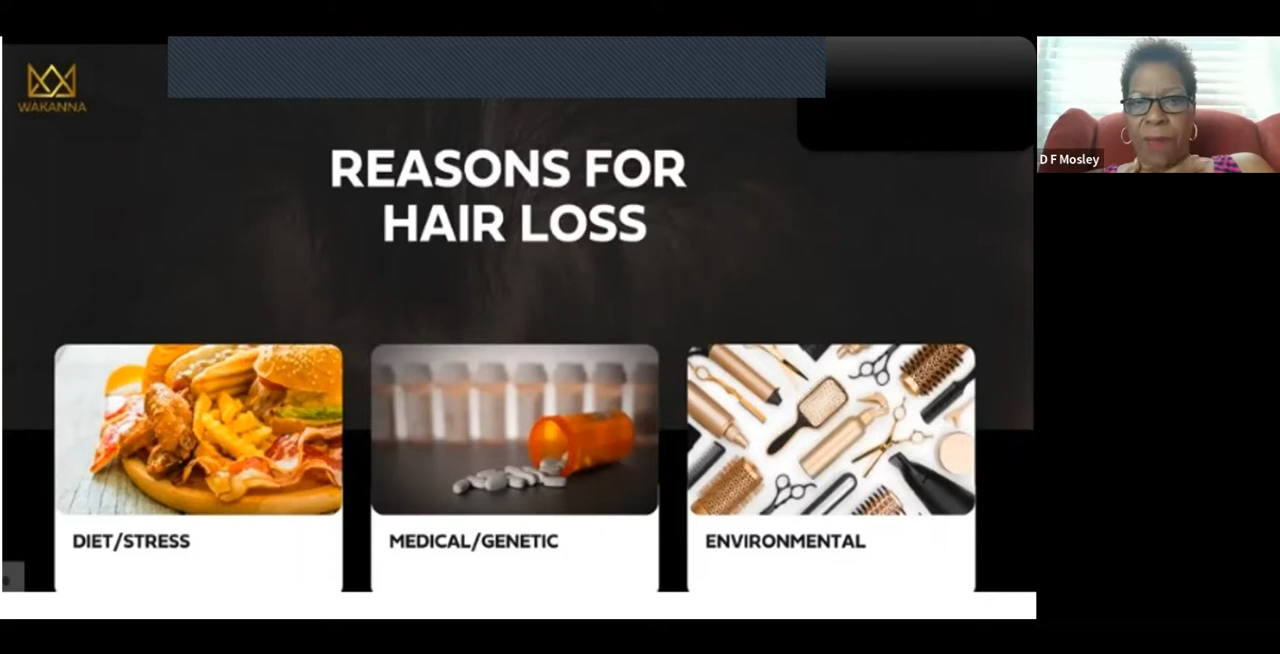 WAKANNA
REASONS FOR
HAIR LOSS
D F Mosley
DIET/STRESS
MEDICAL/GENETIC
ENVIRONMENTAL